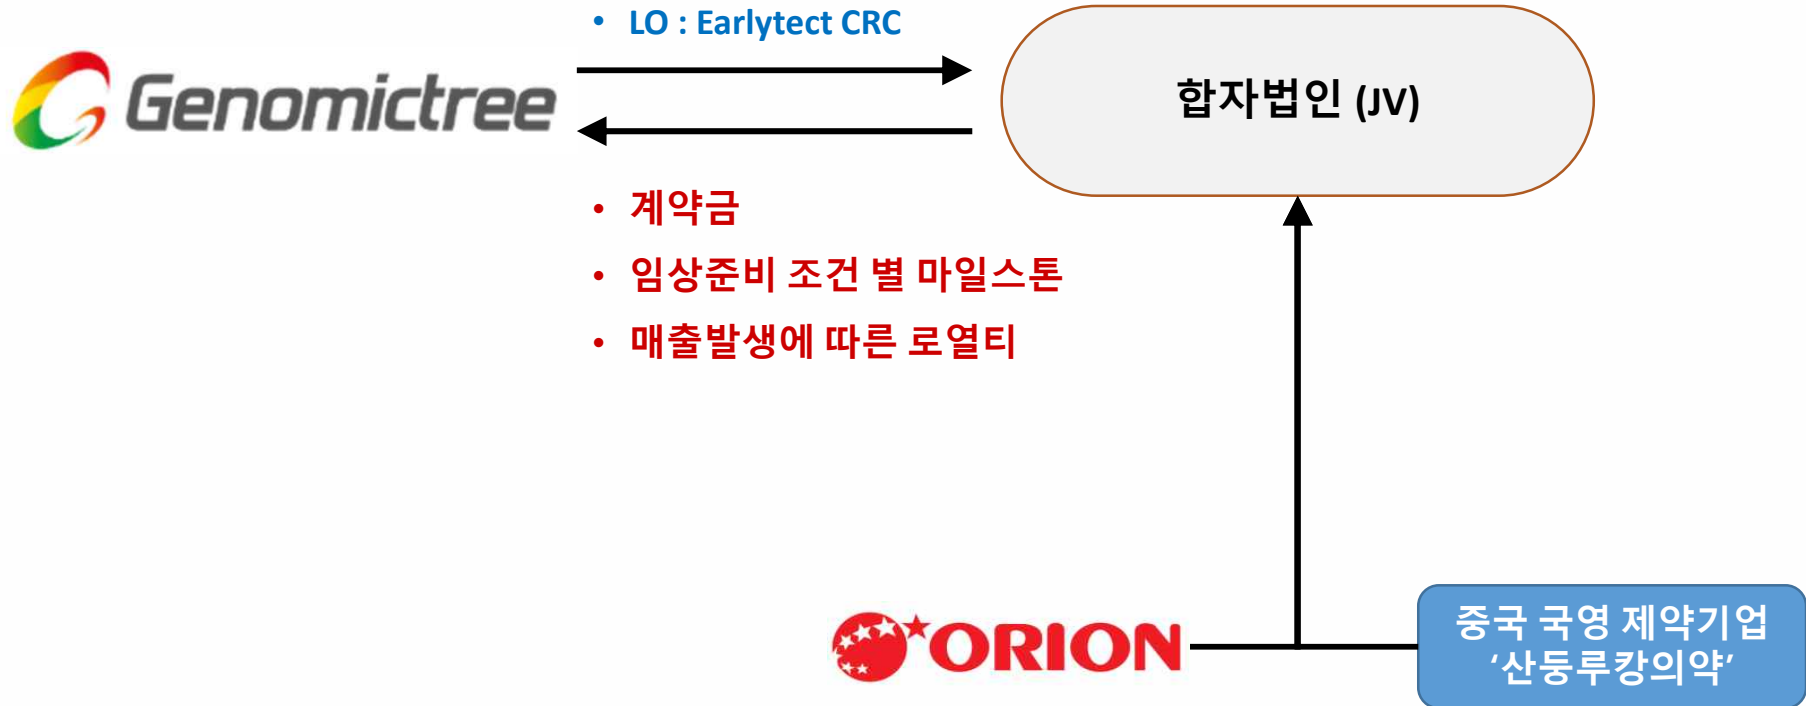 • LO : Earlytect CRC
Genomictree
합자법인 (JV)
• 계약금
• 임상준비 조건 별 마일스톤
• 매출발생에 따른 로열티
ORION
중국 국영 제약기업
‘산둥루캉의약’